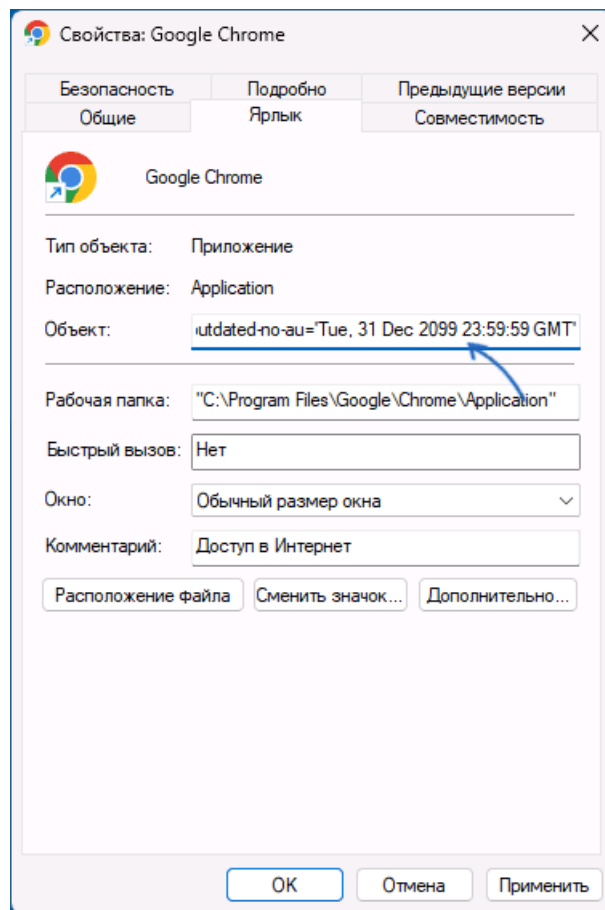 Свойства: Google Chrome
Безопасность Подробно Предыдущие версии
Общие Ярлык Совместимость
Google Chrome
Тип объекта: Приложение
Расположение: Application
Объект: utdated-no-au='Tue, 31 Dec 2099 23:59:59 GMT'
Рабочая папка: "C:\Program Files\Google\Chrome\Application"
Быстрый вызов: Нет
Окно: Обычный размер окна
Комментарий: Доступ в Интернет
Расположение файла Сменить значок... Дополнительно...
OK Отмена Применить